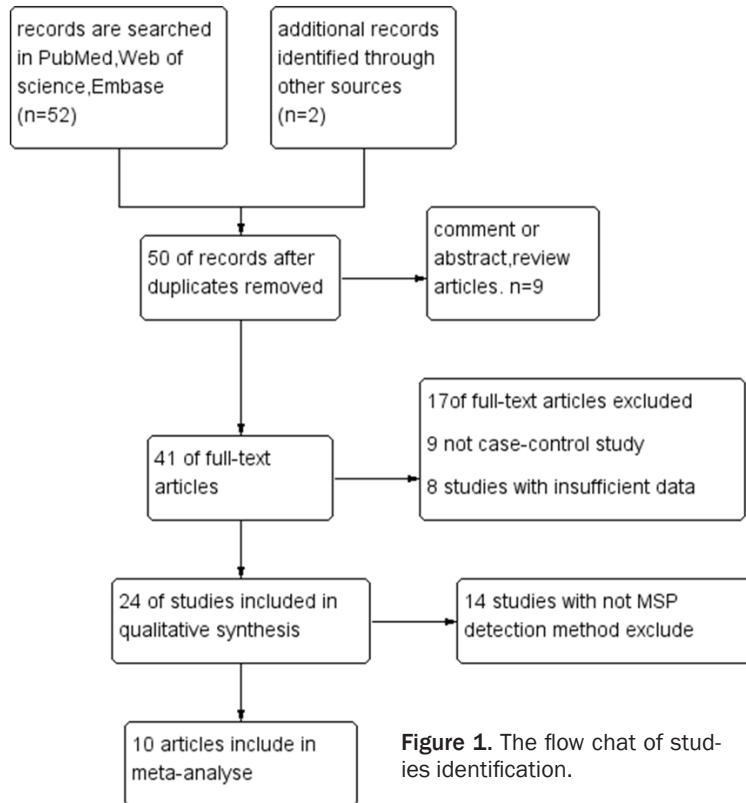 records are searched
in PubMed,Web of
science,Embase
(n=52)
additional records
identified through
other sources
(n=2)
50 of records after
duplicates removed
comment or
abstract,review
articles. n=9
41 of full-text
articles
17of full-text articles excluded
9 not case-control study
8 studies with insufficient data
24 of studies included in
qualitative synthesis
14 studies with not MSP
detection method exclude
10 articles include in
meta-analyse
Figure 1. The flow chat of stud-
ies identification.